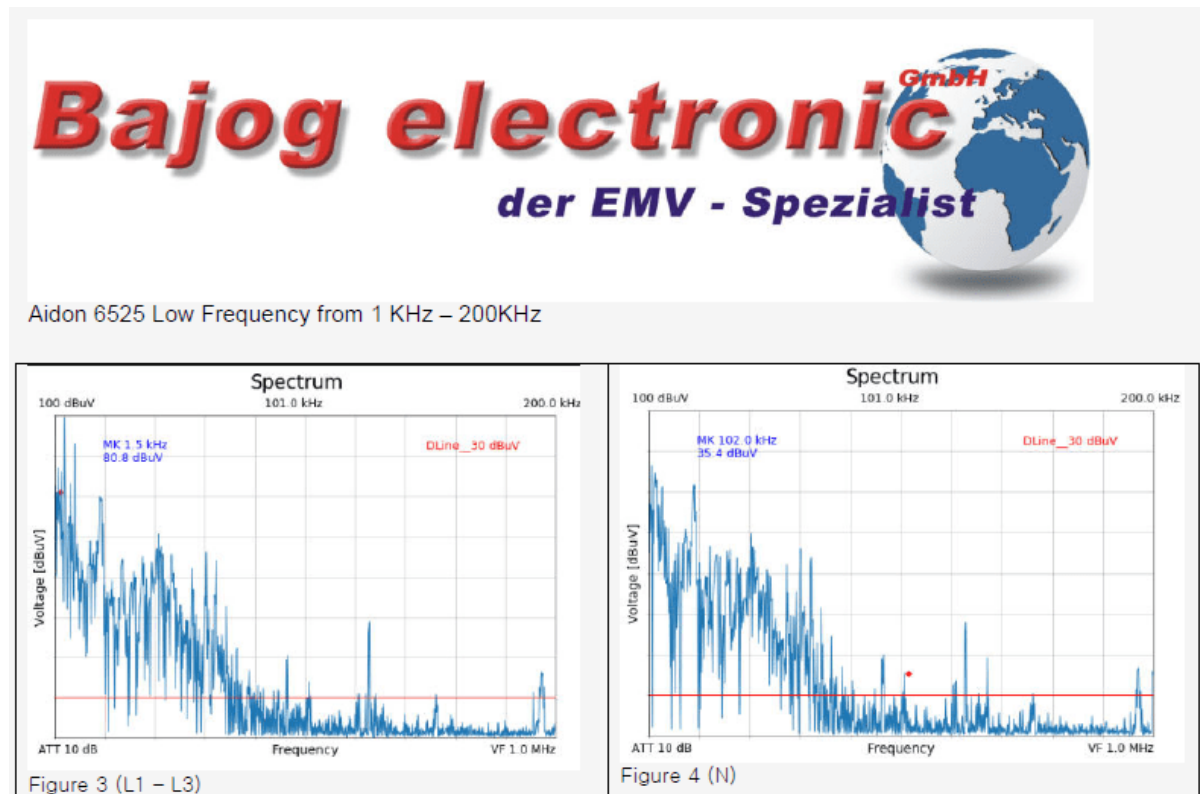 Bajog electronic
GmbH
der EMV - Spezialist
Aidon 6525 Low Frequency from 1 KHz – 200KHz
Spectrum
100 dBuV 101.0 kHz 200.0 kHz
MK 1.5 kHz
80.8 dBuV
DLine__30 dBuV
Voltage [dBuV]
ATT 10 dB Frequency VF 1.0 MHz
Figure 3 (L1 – L3)
Spectrum
100 dBuV 101.0 kHz 200.0 kHz
MK 102.0 kHz
35.4 dBuV
DLine__30 dBuV
Voltage [dBuV]
ATT 10 dB Frequency VF 1.0 MHz
Figure 4 (N)